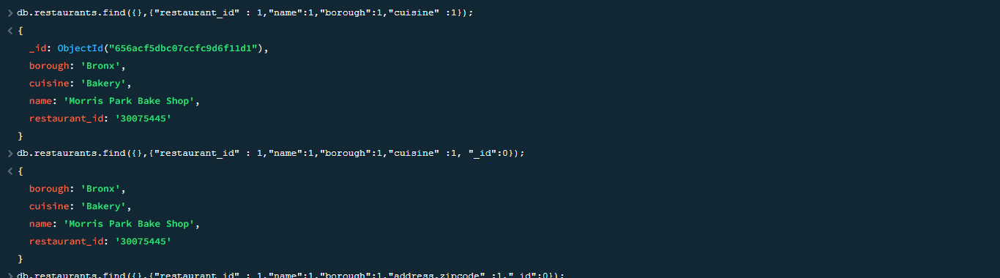 > db.restaurants.find({},{"restaurant_id" : 1,"name":1,"borough":1,"cuisine" :1});
< {
_id: ObjectId("656acf5dbc07ccfc9d6f11d1"),
borough: 'Bronx',
cuisine: 'Bakery',
name: 'Morris Park Bake Shop',
restaurant_id: '30075445'
}
> db.restaurants.find({},{"restaurant_id" : 1,"name":1,"borough":1,"cuisine" :1, "_id":0});
< {
borough: 'Bronx',
cuisine: 'Bakery',
name: 'Morris Park Bake Shop',
restaurant_id: '30075445'
}
> db.restaurants.find({},{"restaurant_id" : 1,"name":1,"borough":1,"address.zipcode" :1,"_id":0});